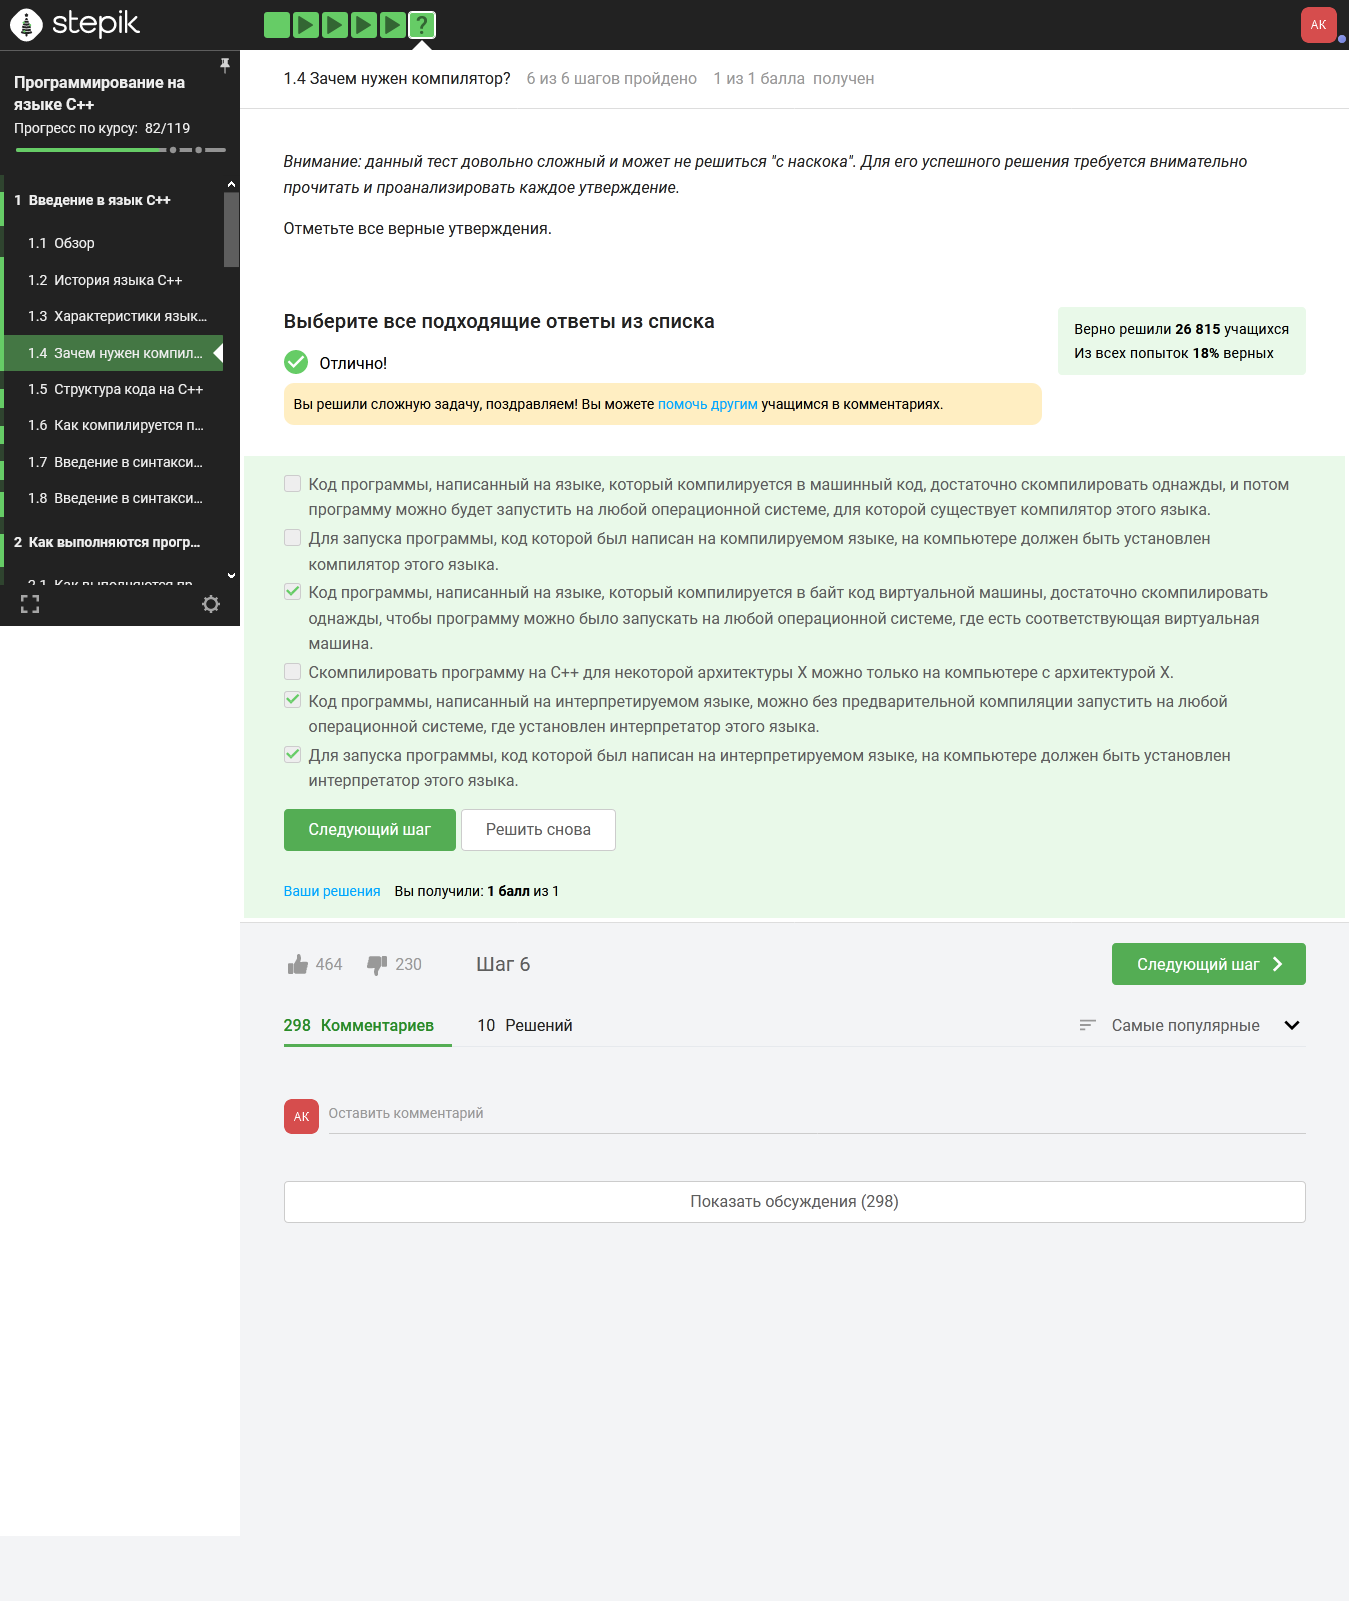 stepik
?
АК
Программирование на
языке C++
Прогресс по курсу: 82/119
1 Введение в язык C++
1.1 Обзор
1.2 История языка C++
1.3 Характеристики язык...
1.4 Зачем нужен компил...
1.5 Структура кода на C++
1.6 Как компилируется п...
1.7 Введение в синтакси...
1.8 Введение в синтакси...
2 Как выполняются прогр...
2.1 Как выполняются пр...
1.4 Зачем нужен компилятор? 6 из 6 шагов пройдено 1 из 1 балла получен
Внимание: данный тест довольно сложный и может не решиться "с наскока". Для его успешного решения требуется внимательно
прочитать и проанализировать каждое утверждение.
Отметьте все верные утверждения.
Выберите все подходящие ответы из списка
Верно решили 26 815 учащихся
Из всех попыток 18% верных
Отлично!
Вы решили сложную задачу, поздравляем! Вы можете помочь другим учащимся в комментариях.
Код программы, написанный на языке, который компилируется в машинный код, достаточно скомпилировать однажды, и потом
программу можно будет запустить на любой операционной системе, для которой существует компилятор этого языка.
Для запуска программы, код которой был написан на компилируемом языке, на компьютере должен быть установлен
компилятор этого языка.
Код программы, написанный на языке, который компилируется в байт код виртуальной машины, достаточно скомпилировать
однажды, чтобы программу можно было запускать на любой операционной системе, где есть соответствующая виртуальная
машина.
Скомпилировать программу на C++ для некоторой архитектуры X можно только на компьютере с архитектурой X.
Код программы, написанный на интерпретируемом языке, можно без предварительной компиляции запустить на любой
операционной системе, где установлен интерпретатор этого языка.
Для запуска программы, код которой был написан на интерпретируемом языке, на компьютере должен быть установлен
интерпретатор этого языка.
Следующий шаг Решить снова
Ваши решения Вы получили: 1 балл из 1
464 230 Шаг 6 Следующий шаг
298 Комментариев 10 Решений Самые популярные
АК Оставить комментарий
Показать обсуждения (298)